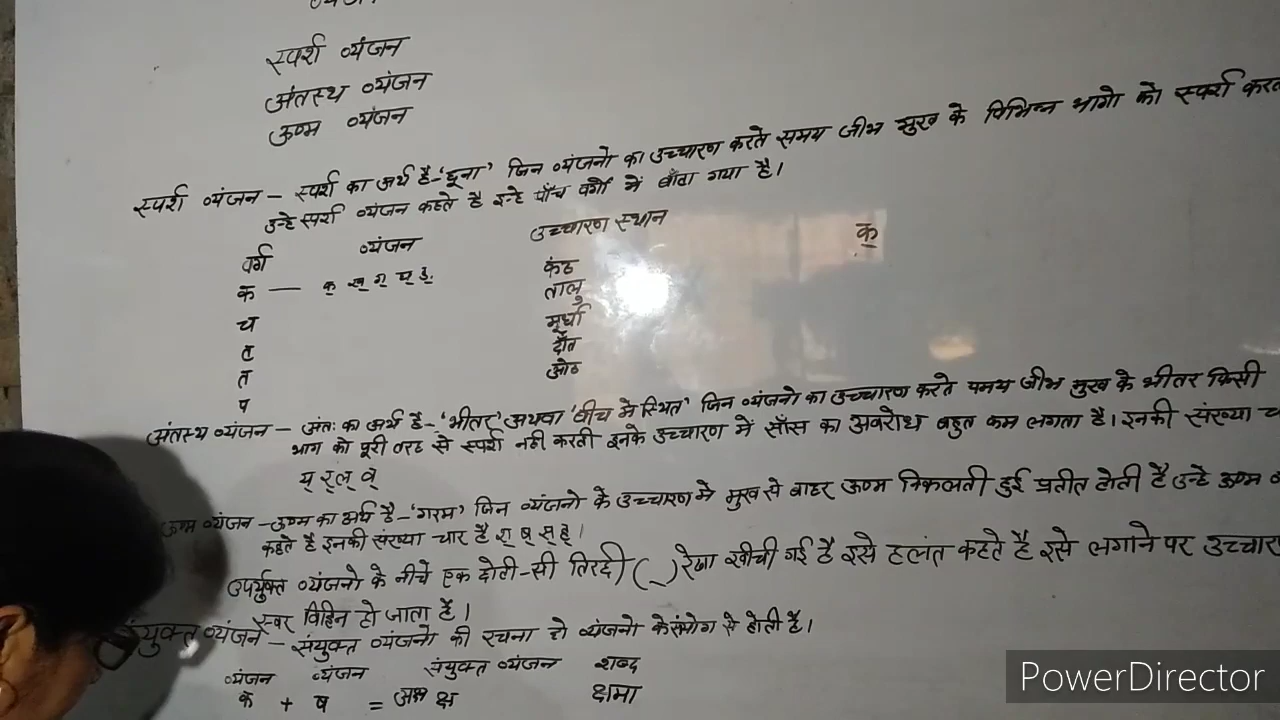 व्यंजन
स्पर्श व्यंजन
अंतस्थ व्यंजन
ऊष्म व्यंजन
स्पर्श व्यंजन – स्पर्श का अर्थ है-'छूना' जिन व्यंजनो का उच्चारण करते समय जीभ मुख के विभिन्न भागो को स्पर्श करती
उन्हे स्पर्श व्यंजन कहते है इन्हे पाँच वर्गो में बाँटा गया है।
वर्ग व्यंजन उच्चारण स्थान क
क — क् ख् ग् घ् ङ् कंठ
च तालु
ट मूर्धा
त दाँत
प ओठ
अंतस्थ व्यंजन – अंतः का अर्थ है-'भीतर' अथवा 'बीच मे स्थित' जिन व्यंजनो का उच्चारण करते समय जीभ मुख के भीतर किसी
भाग को पूरी तरह से स्पर्श नही करती इनके उच्चारण में साँस का अवरोध बहुत कम लगता है। इनकी संख्या
य् र् ल् व्
ऊष्म व्यंजन – ऊष्म का अर्थ है-'गरम' जिन व्यंजनो के उच्चारण मे मुख से बाहर ऊष्म निकलती हुई प्रतीत होती है उन्हे ऊष्म
कहते है इनकी संख्या चार है श् ष् स् ह्।
उपर्युक्त व्यंजनो के नीचे एक छोटी-सी तिरछी (\) रेखा खीची गई है इसे हलंत कहते है इसे लगाने पर उच्चार
स्वर विहिन हो जाता है।
संयुक्त व्यंजन – संयुक्त व्यंजनो की रचना दो व्यंजनो के संयोग से होती है।
व्यंजन व्यंजन संयुक्त व्यंजन शब्द
क + ष = क्ष क्षमा
PowerDirector